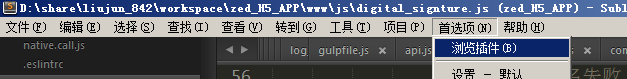 D:\share\liujun_842\workspace\zed_H5_APP\www\js\digital_signture.js (zed_H5_APP) - Subl
文件(F) 编辑(E) 选择(S) 查找(I) 查看(V) 转到(G) 工具(T) 项目(P) 首选项(N) 帮助(H)
native.call.js
log gulpfile.js api.js com
浏览插件(B)
.eslintrc
56
设置 - 默认